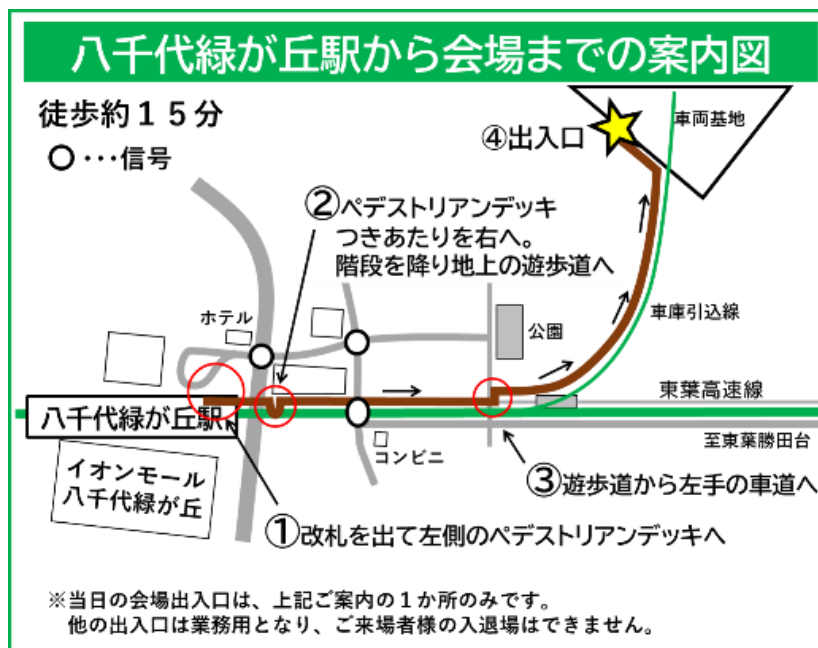 八千代緑が丘駅から会場までの案内図
徒歩約１５分
○･･･信号
④出入口
車両基地
②ペデストリアンデッキ
つきあたりを右へ。
階段を降り地上の遊歩道へ
ホテル
公園
車庫引込線
東葉高速線
八千代緑が丘駅
至東葉勝田台
コンビニ
イオンモール
八千代緑が丘
③遊歩道から左手の車道へ
①改札を出て左側のペデストリアンデッキへ
※当日の会場出入口は、上記ご案内の１か所のみです。
他の出入口は業務用となり、ご来場者様の入退場はできません。